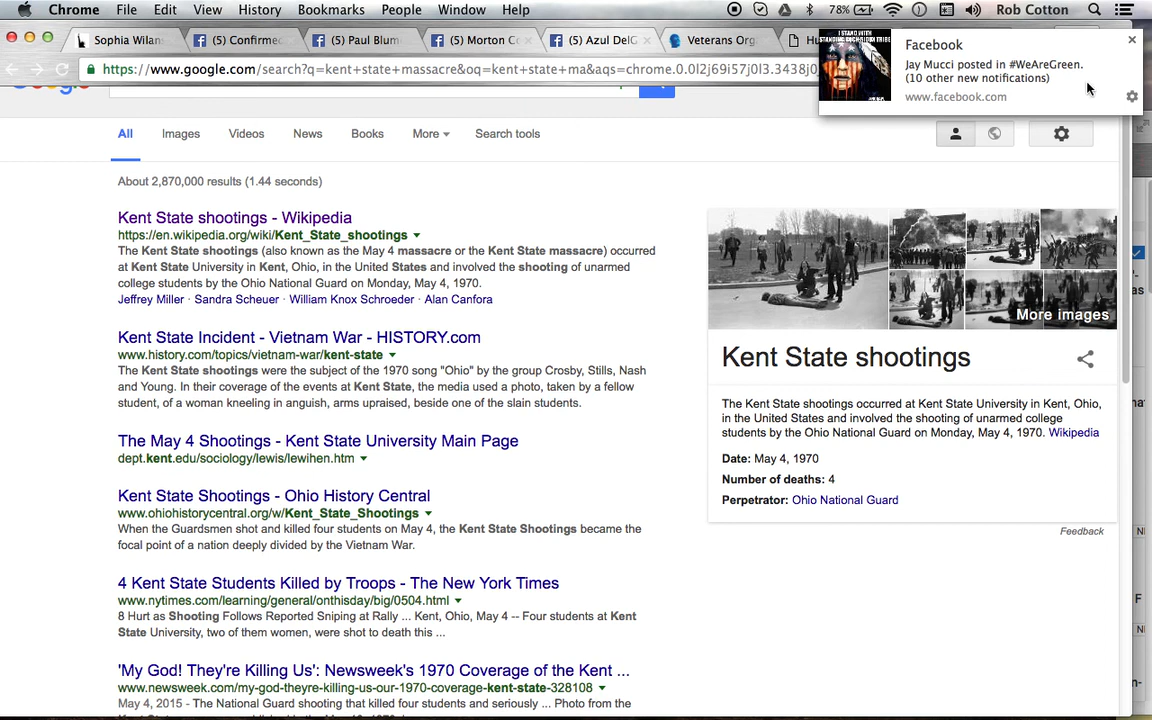 Chrome File Edit View History Bookmarks People Window Help 78% Rob Cotton
Sophia Wilans (5) Confirmed (5) Paul Blum (5) Morton C (5) Azul DelG Veterans Org
https://www.google.com/search?q=kent+state+massacre&oq=kent+state+ma&aqs=chrome.0.0l2j69i57j0l3.3438j0
I STAND WITH
STANDING ROCK SIOUX TRIBE
Facebook
Jay Mucci posted in #WeAreGreen.
(10 other new notifications)
www.facebook.com
All Images Videos News Books More Search tools
About 2,870,000 results (1.44 seconds)
Kent State shootings - Wikipedia
https://en.wikipedia.org/wiki/Kent_State_shootings
The Kent State shootings (also known as the May 4 massacre or the Kent State massacre) occurred
at Kent State University in Kent, Ohio, in the United States and involved the shooting of unarmed
college students by the Ohio National Guard on Monday, May 4, 1970.
Jeffrey Miller · Sandra Scheuer · William Knox Schroeder · Alan Canfora
Kent State Incident - Vietnam War - HISTORY.com
www.history.com/topics/vietnam-war/kent-state
The Kent State shootings were the subject of the 1970 song "Ohio" by the group Crosby, Stills, Nash
and Young. In their coverage of the events at Kent State, the media used a photo, taken by a fellow
student, of a woman kneeling in anguish, arms upraised, beside one of the slain students.
The May 4 Shootings - Kent State University Main Page
dept.kent.edu/sociology/lewis/lewihen.htm
Kent State Shootings - Ohio History Central
www.ohiohistorycentral.org/w/Kent_State_Shootings
When the Guardsmen shot and killed four students on May 4, the Kent State Shootings became the
focal point of a nation deeply divided by the Vietnam War.
4 Kent State Students Killed by Troops - The New York Times
www.nytimes.com/learning/general/onthisday/big/0504.html
8 Hurt as Shooting Follows Reported Sniping at Rally ... Kent, Ohio, May 4 -- Four students at Kent
State University, two of them women, were shot to death this ...
'My God! They're Killing Us': Newsweek's 1970 Coverage of the Kent ...
www.newsweek.com/my-god-theyre-killing-us-our-1970-coverage-kent-state-328108
May 4, 2015 - The National Guard shooting that killed four students and seriously ... Photo from the
More images
Kent State shootings
The Kent State shootings occurred at Kent State University in Kent, Ohio,
in the United States and involved the shooting of unarmed college
students by the Ohio National Guard on Monday, May 4, 1970. Wikipedia
Date: May 4, 1970
Number of deaths: 4
Perpetrator: Ohio National Guard
Feedback